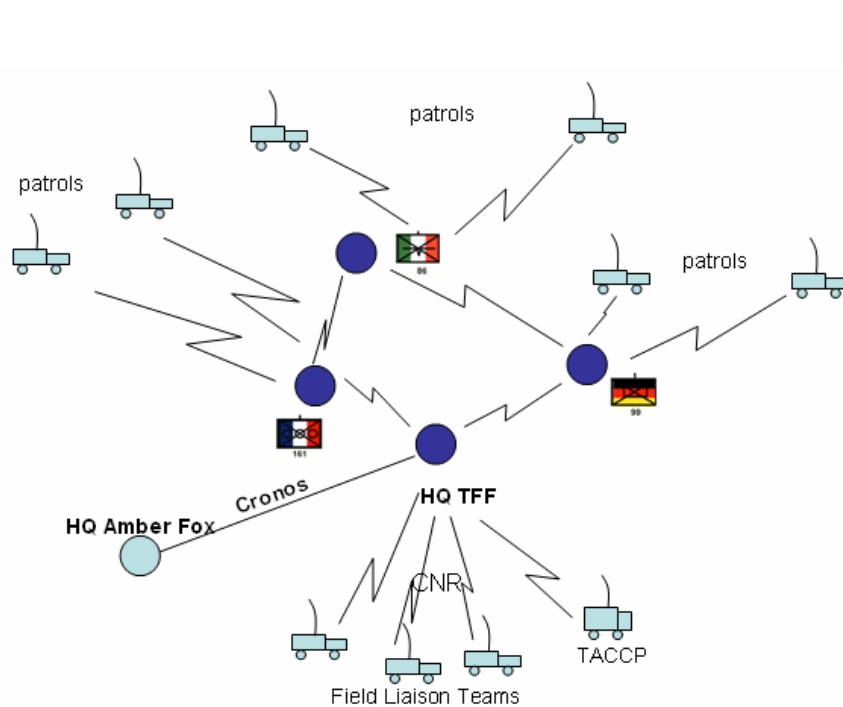 patrols
patrols
86
patrols
99
161
Cronos
HQ TFF
HQ Amber Fox
CNR
TACCP
Field Liaison Teams